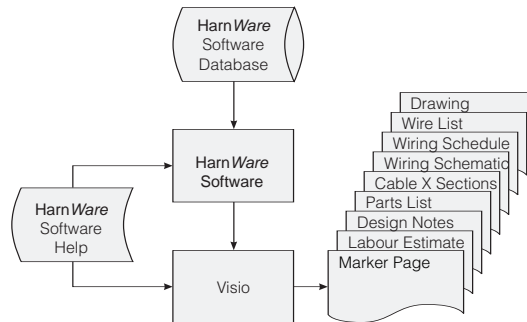 HarnWare
Software
Database
HarnWare
Software
HarnWare
Software
Help
Visio
Drawing
Wire List
Wiring Schedule
Wiring Schematic
Cable X Sections
Parts List
Design Notes
Labour Estimate
Marker Page